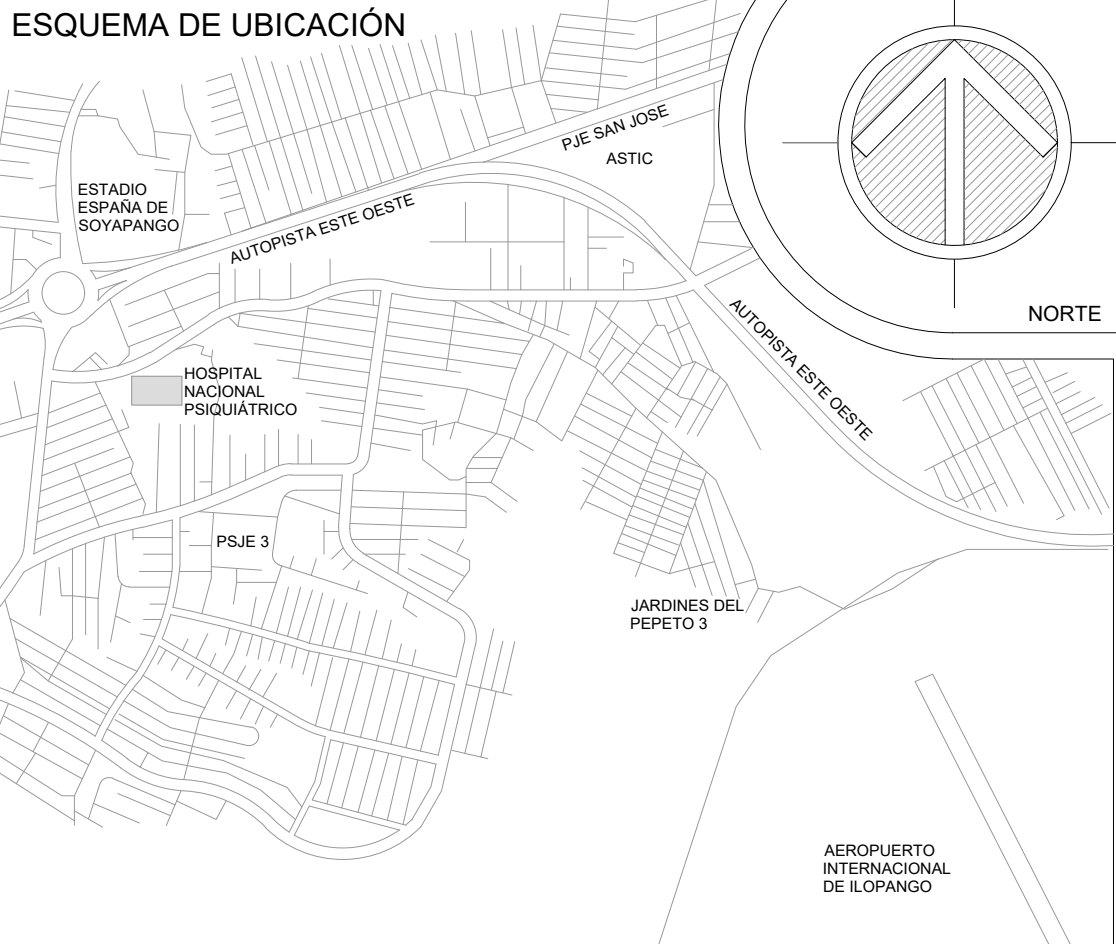 ESQUEMA DE UBICACIÓN
PJE SAN JOSE
ASTIC
ESTADIO
ESPAÑA DE
SOYAPANGO
AUTOPISTA ESTE OESTE
NORTE
AUTOPISTA ESTE OESTE
HOSPITAL
NACIONAL
PSIQUIÁTRICO
PSJE 3
JARDINES DEL
PEPETO 3
AEROPUERTO
INTERNACIONAL
DE ILOPANGO